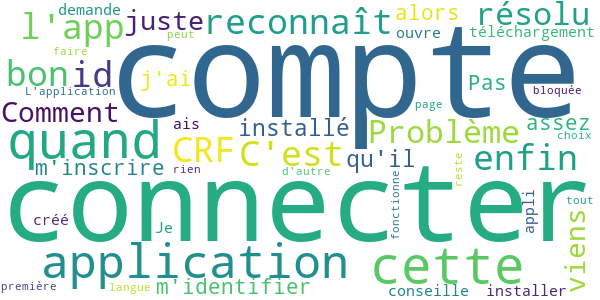 demande
l'app
juste
reconnaît
alors
résolu
ouvre
téléchargement
faire
peut
compte
bon
id
j'ai
Pas
L'application
bloquée
Comment
page
CRF
ais
installé
Problème
assez
choix
quand
C'est
qu'il
enfin
m'inscrire
rien
d'autre
reste
connecter
fonctionne
appli
viens
tout
créé
Je
application
cette
première
langue
m'identifier
conseille
installer